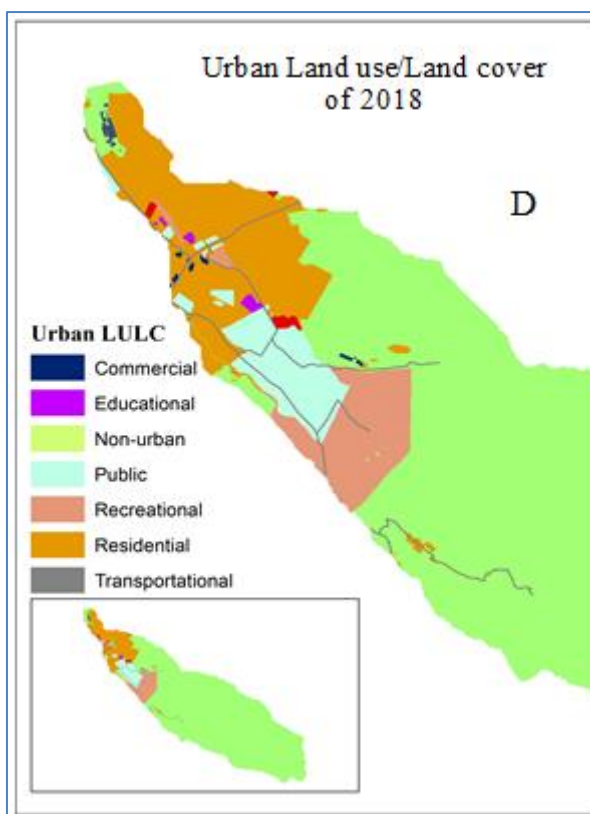 Urban Land use/Land cover
of 2018
D
Urban LULC
Commercial
Educational
Non-urban
Public
Recreational
Residential
Transportational